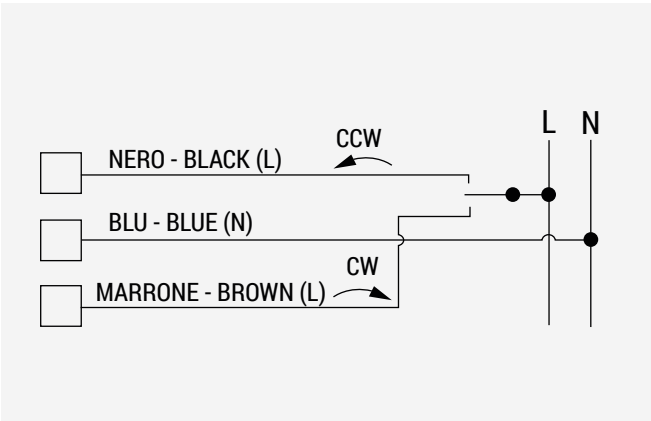 L N
CCW
NERO - BLACK (L)
BLU - BLUE (N)
CW
MARRONE - BROWN (L)